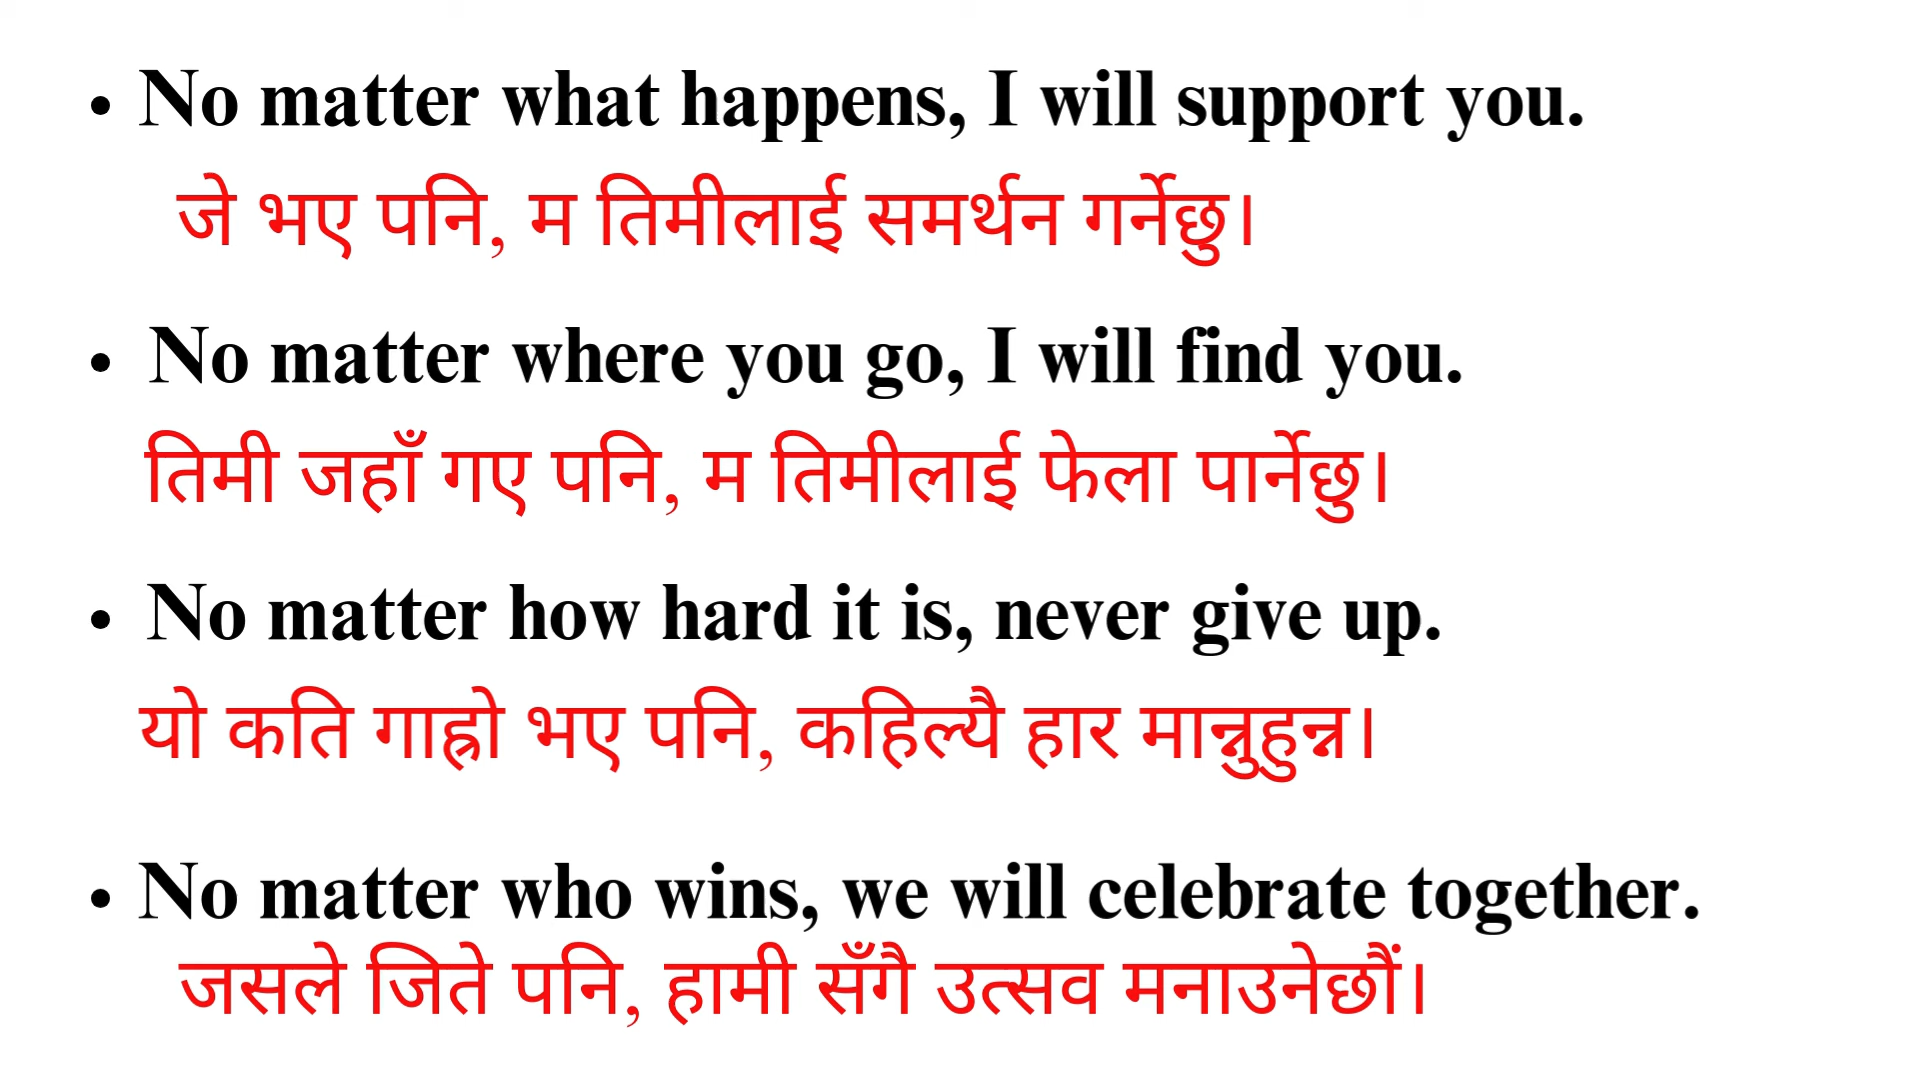 • No matter what happens, I will support you.
जे भए पनि, म तिमीलाई समर्थन गर्नेछु।
• No matter where you go, I will find you.
तिमी जहाँ गए पनि, म तिमीलाई फेला पार्नेछु।
• No matter how hard it is, never give up.
यो कति गाह्रो भए पनि, कहिल्यै हार मान्नुहुन्न।
• No matter who wins, we will celebrate together.
जसले जिते पनि, हामी सँगै उत्सव मनाउनेछौं।